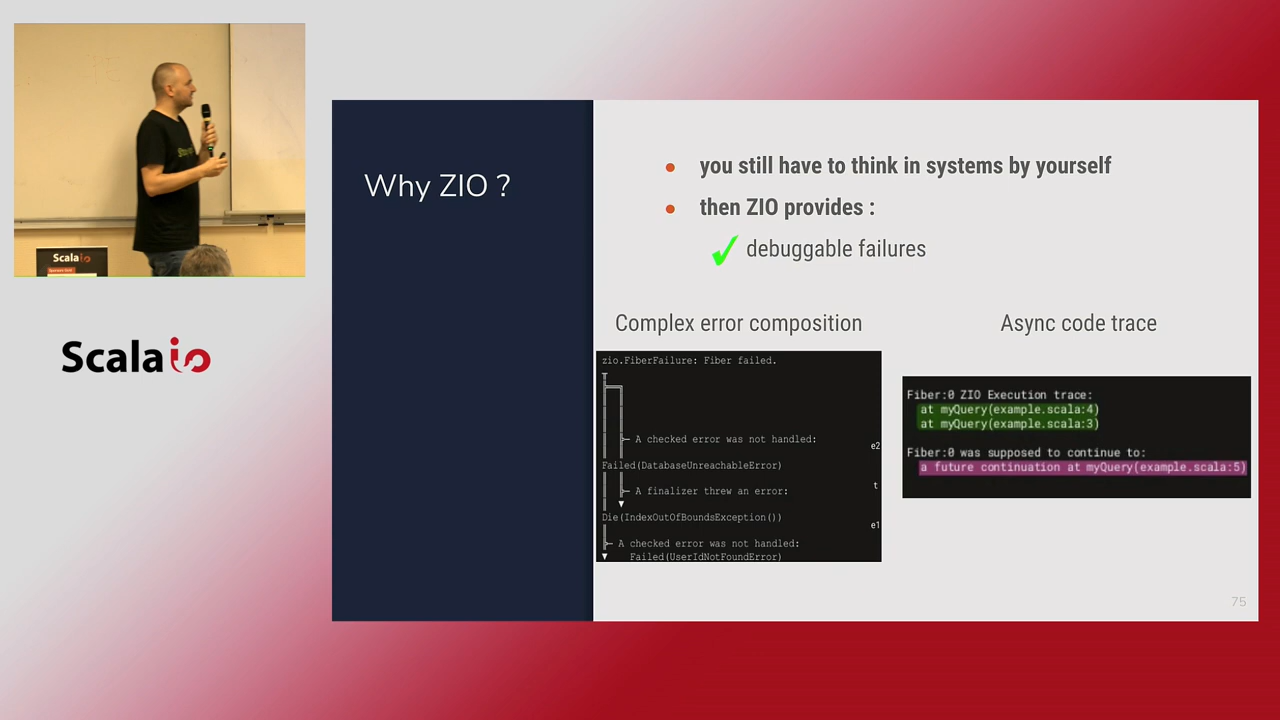 Scalaio
Scalaio
Why ZIO ?
you still have to think in systems by yourself
then ZIO provides :
debuggable failures
Complex error composition
Async code trace
zio.FiberFailure: Fiber failed.
A checked error was not handled:
e2
Failed(DatabaseUnreachableError)
t
A finalizer threw an error:
Die(IndexOutOfBoundsException())
e1
A checked error was not handled:
Failed(UserIdNotFoundError)
Fiber:0 ZIO Execution trace:
at myQuery(example.scala:4)
at myQuery(example.scala:3)
Fiber:0 was supposed to continue to:
a future continuation at myQuery(example.scala:5)
75